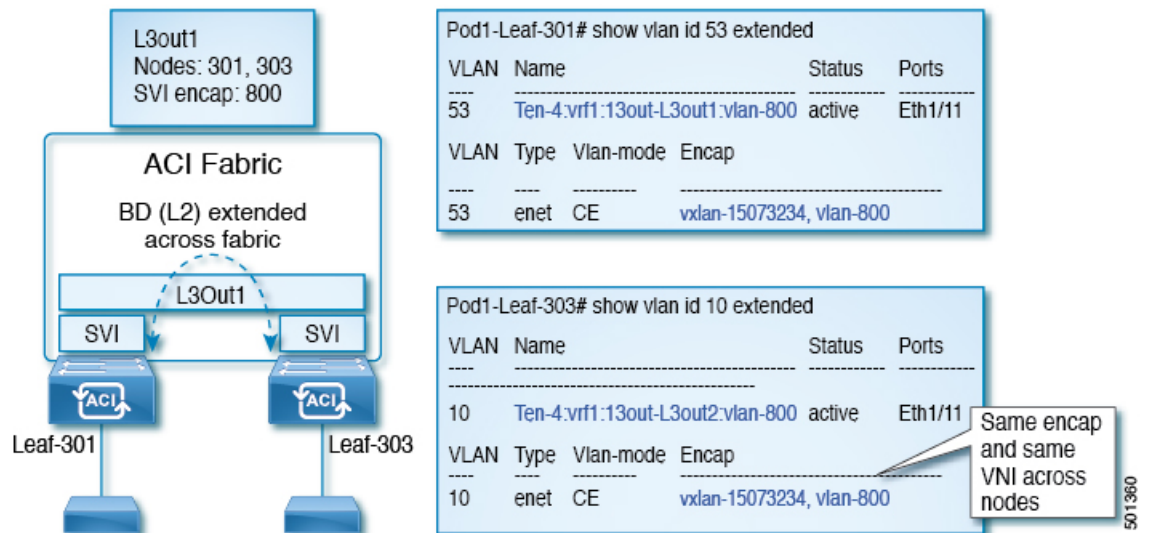 L3out1
Nodes: 301, 303
SVI encap: 800
ACI Fabric
BD (L2) extended
across fabric
L3Out1
SVI
SVI
ACI
ACI
Leaf-301
Leaf-303
Pod1-Leaf-301# show vlan id 53 extended
VLAN Name Status Ports
---- ---------------------------------------- ------------ ------------
53 Ten-4:vrf1:13out-L3out1:vlan-800 active Eth1/11
VLAN Type Vlan-mode Encap
---- ---- ---------- -------------------------------------
53 enet CE vxlan-15073234, vlan-800
Pod1-Leaf-303# show vlan id 10 extended
VLAN Name Status Ports
---- ---------------------------------------- ------------ ------------
---------------------------------------------
10 Ten-4:vrf1:13out-L3out2:vlan-800 active Eth1/11
VLAN Type Vlan-mode Encap
---- ---- ---------- -------------------------------------
10 enet CE vxlan-15073234, vlan-800
Same encap
and same
VNI across
nodes
501360